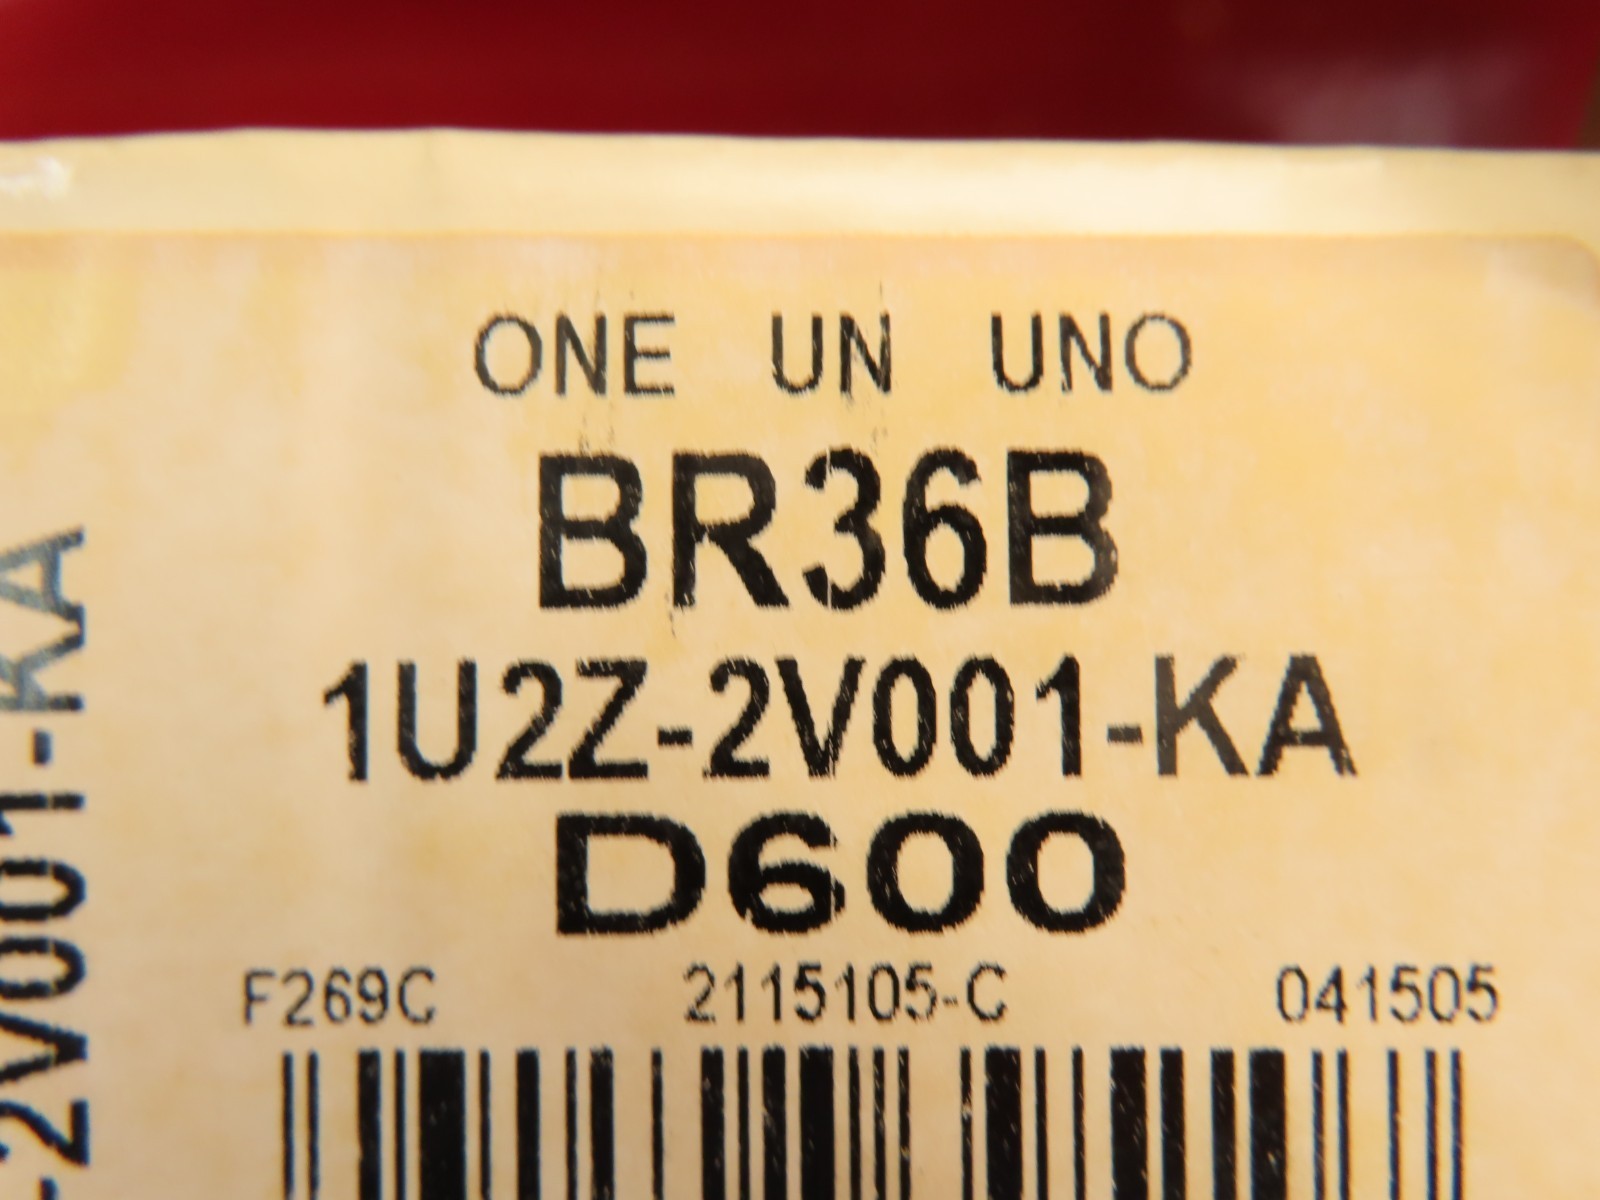 ONE UN UNO
BR36B
1U2Z-2V001-KA
D600
F269C 2115105-C 041505
-2V001-KA